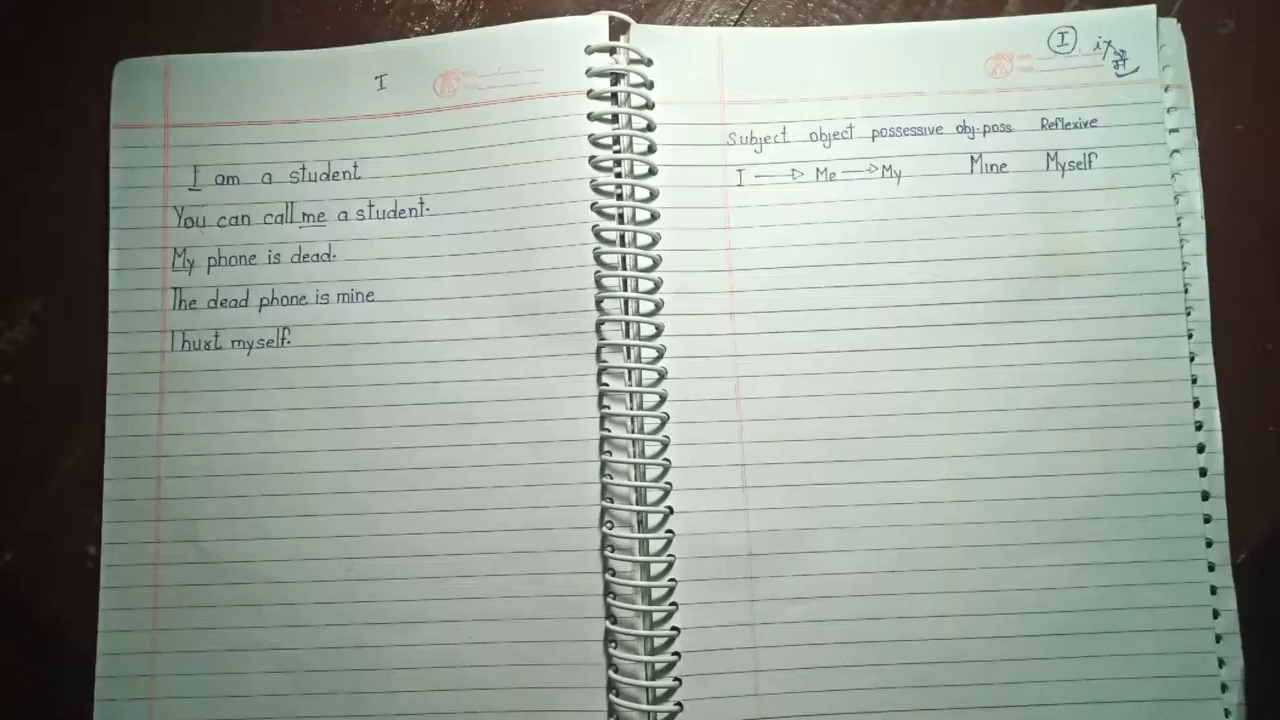 I
I am a student
You can call me a student.
My phone is dead.
The dead phone is mine
I hurt myself.
I, ix मैं
Subject object possessive obj.poss Reflexive
I → Me → My Mine Myself